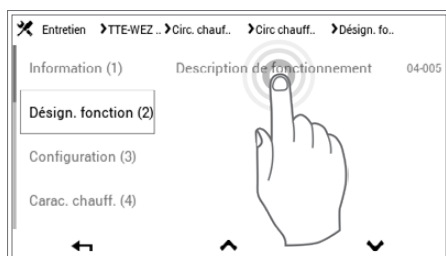 Entretien >TTE-WEZ .. >Circ. chauf.. >Circ chauff.. >Désign. fo..
Information (1) Description de fonctionnement 04-005
Désign. fonction (2)
Configuration (3)
Carac. chauff. (4)